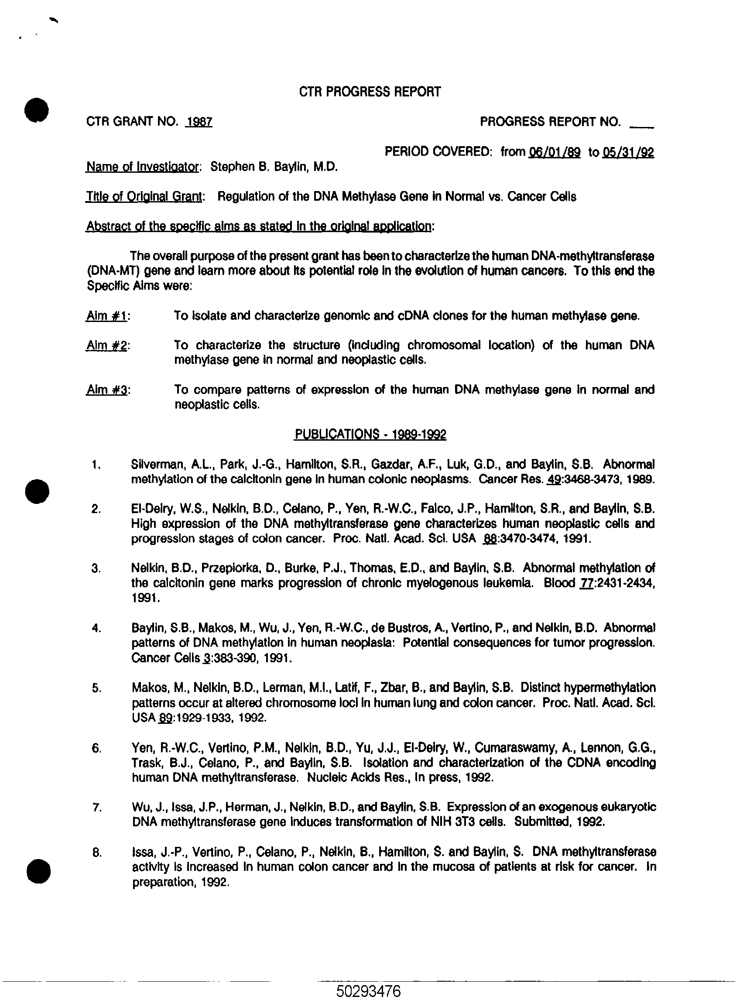 CTR PROGRESS REPORT
CTR GRANT NO. 1987 PROGRESS REPORT NO. ____
PERIOD COVERED: from 06/01/89 to 05/31/92
Name of Investigator: Stephen B. Baylin, M.D.
Title of Original Grant: Regulation of the DNA Methylase Gene in Normal vs. Cancer Cells
Abstract of the specific aims as stated in the original application:
The overall purpose of the present grant has been to characterize the human DNA-methyltransferase
(DNA-MT) gene and learn more about its potential role in the evolution of human cancers. To this end the
Specific Aims were:
Aim #1: To isolate and characterize genomic and cDNA clones for the human methylase gene.
Aim #2: To characterize the structure (including chromosomal location) of the human DNA
methylase gene in normal and neoplastic cells.
Aim #3: To compare patterns of expression of the human DNA methylase gene in normal and
neoplastic cells.
PUBLICATIONS - 1989-1992
1. Silverman, A.L., Park, J.-G., Hamilton, S.R., Gazdar, A.F., Luk, G.D., and Baylin, S.B. Abnormal
methylation of the calcitonin gene in human colonic neoplasms. Cancer Res. 49:3468-3473, 1989.
2. El-Deiry, W.S., Nelkin, B.D., Celano, P., Yen, R.-W.C., Falco, J.P., Hamilton, S.R., and Baylin, S.B.
High expression of the DNA methyltransferase gene characterizes human neoplastic cells and
progression stages of colon cancer. Proc. Natl. Acad. Sci. USA 88:3470-3474, 1991.
3. Nelkin, B.D., Przepiorka, D., Burke, P.J., Thomas, E.D., and Baylin, S.B. Abnormal methylation of
the calcitonin gene marks progression of chronic myelogenous leukemia. Blood 77:2431-2434,
1991.
4. Baylin, S.B., Makos, M., Wu, J., Yen, R.-W.C., de Bustros, A., Vertino, P., and Nelkin, B.D. Abnormal
patterns of DNA methylation in human neoplasia: Potential consequences for tumor progression.
Cancer Cells 3:383-390, 1991.
5. Makos, M., Nelkin, B.D., Lerman, M.I., Latif, F., Zbar, B., and Baylin, S.B. Distinct hypermethylation
patterns occur at altered chromosome loci in human lung and colon cancer. Proc. Natl. Acad. Sci.
USA 89:1929-1933, 1992.
6. Yen, R.-W.C., Vertino, P.M., Nelkin, B.D., Yu, J.J., El-Deiry, W., Cumaraswamy, A., Lennon, G.G.,
Trask, B.J., Celano, P., and Baylin, S.B. Isolation and characterization of the CDNA encoding
human DNA methyltransferase. Nucleic Acids Res., In press, 1992.
7. Wu, J., Issa, J.P., Herman, J., Nelkin, B.D., and Baylin, S.B. Expression of an exogenous eukaryotic
DNA methyltransferase gene induces transformation of NIH 3T3 cells. Submitted, 1992.
8. Issa, J.-P., Vertino, P., Celano, P., Nelkin, B., Hamilton, S. and Baylin, S. DNA methyltransferase
activity is increased in human colon cancer and in the mucosa of patients at risk for cancer. In
preparation, 1992.
50293476